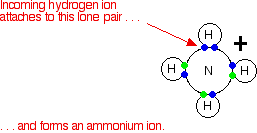 Incoming hydrogen ion
attaches to this lone pair . . .
H
+
H
N
H
H
. . . and forms an ammonium ion.